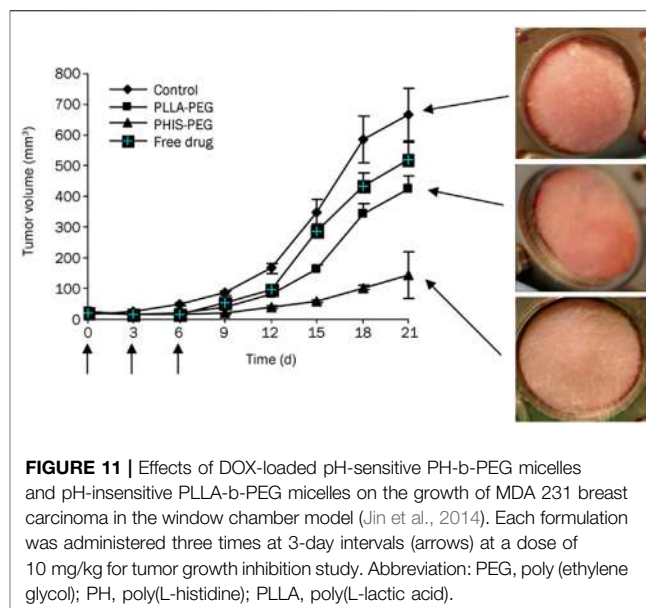 800
700
600
500
400
300
200
100
0
Tumor volume (mm³)
Control
PLLA-PEG
PHIS-PEG
Free drug
0 3 6 9 12 15 18 21
Time (d)
FIGURE 11 | Effects of DOX-loaded pH-sensitive PH-b-PEG micelles
and pH-insensitive PLLA-b-PEG micelles on the growth of MDA 231 breast
carcinoma in the window chamber model (Jin et al., 2014). Each formulation
was administered three times at 3-day intervals (arrows) at a dose of
10 mg/kg for tumor growth inhibition study. Abbreviation: PEG, poly (ethylene
glycol); PH, poly(L-histidine); PLLA, poly(L-lactic acid).